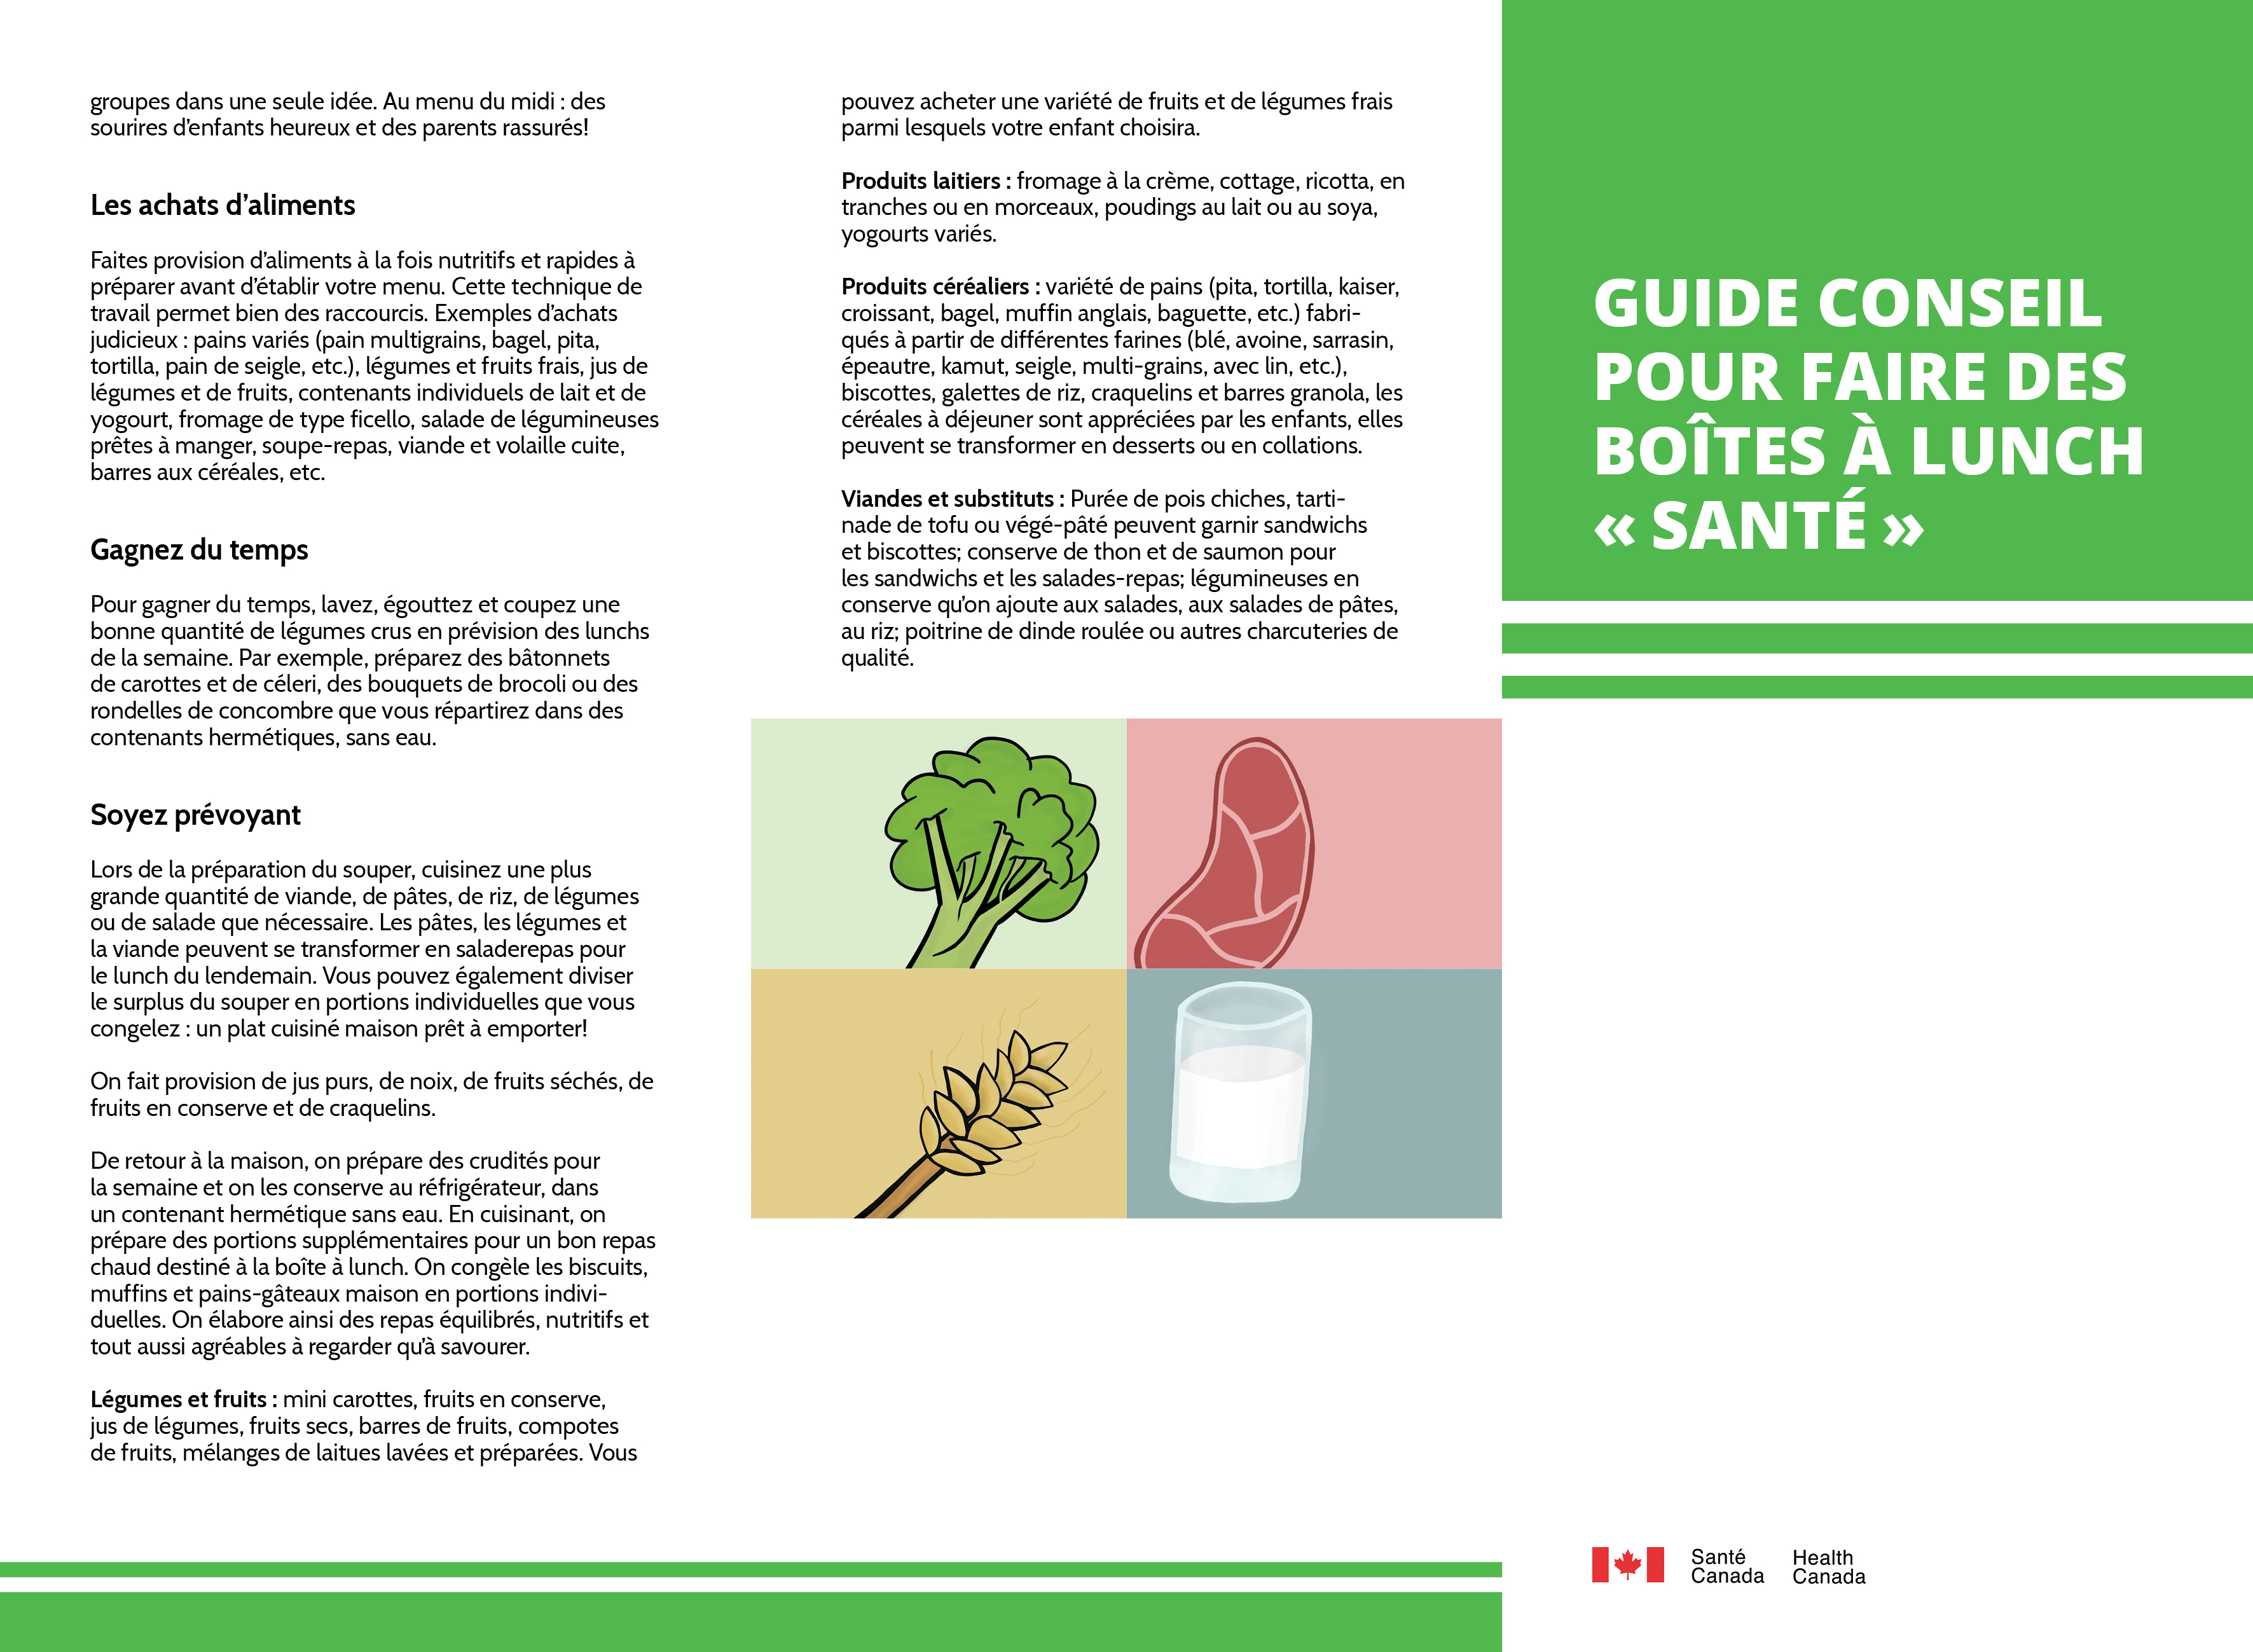 groupes dans une seule idée. Au menu du midi : des
sourires d’enfants heureux et des parents rassurés!
Les achats d’aliments
Faites provision d’aliments à la fois nutritifs et rapides à
préparer avant d’établir votre menu. Cette technique de
travail permet bien des raccourcis. Exemples d’achats
judicieux : pains variés (pain multigrains, bagel, pita,
tortilla, pain de seigle, etc.), légumes et fruits frais, jus de
légumes et de fruits, contenants individuels de lait et de
yogourt, fromage de type ficello, salade de légumineuses
prêtes à manger, soupe-repas, viande et volaille cuite,
barres aux céréales, etc.
Gagnez du temps
Pour gagner du temps, lavez, égouttez et coupez une
bonne quantité de légumes crus en prévision des lunchs
de la semaine. Par exemple, préparez des bâtonnets
de carottes et de céleri, des bouquets de brocoli ou des
rondelles de concombre que vous répartirez dans des
contenants hermétiques, sans eau.
Soyez prévoyant
Lors de la préparation du souper, cuisinez une plus
grande quantité de viande, de pâtes, de riz, de légumes
ou de salade que nécessaire. Les pâtes, les légumes et
la viande peuvent se transformer en saladerepas pour
le lunch du lendemain. Vous pouvez également diviser
le surplus du souper en portions individuelles que vous
congelez : un plat cuisiné maison prêt à emporter!
On fait provision de jus purs, de noix, de fruits séchés, de
fruits en conserve et de craquelins.
De retour à la maison, on prépare des crudités pour
la semaine et on les conserve au réfrigérateur, dans
un contenant hermétique sans eau. En cuisinant, on
prépare des portions supplémentaires pour un bon repas
chaud destiné à la boîte à lunch. On congèle les biscuits,
muffins et pains-gâteaux maison en portions indivi-
duelles. On élabore ainsi des repas équilibrés, nutritifs et
tout aussi agréables à regarder qu’à savourer.
Légumes et fruits : mini carottes, fruits en conserve,
jus de légumes, fruits secs, barres de fruits, compotes
de fruits, mélanges de laitues lavées et préparées. Vous
pouvez acheter une variété de fruits et de légumes frais
parmi lesquels votre enfant choisira.
Produits laitiers : fromage à la crème, cottage, ricotta, en
tranches ou en morceaux, poudings au lait ou au soya,
yogourts variés.
Produits céréaliers : variété de pains (pita, tortilla, kaiser,
croissant, bagel, muffin anglais, baguette, etc.) fabri-
qués à partir de différentes farines (blé, avoine, sarrasin,
épeautre, kamut, seigle, multi-grains, avec lin, etc.),
biscottes, galettes de riz, craquelins et barres granola, les
céréales à déjeuner sont appréciées par les enfants, elles
peuvent se transformer en desserts ou en collations.
Viandes et substituts : Purée de pois chiches, tarti-
nade de tofu ou végé-pâté peuvent garnir sandwichs
et biscottes; conserve de thon et de saumon pour
les sandwichs et les salades-repas; légumineuses en
conserve qu’on ajoute aux salades, aux salades de pâtes,
au riz; poitrine de dinde roulée ou autres charcuteries de
qualité.
GUIDE CONSEIL
POUR FAIRE DES
BOÎTES À LUNCH
« SANTÉ »
Santé
Canada
Health
Canada